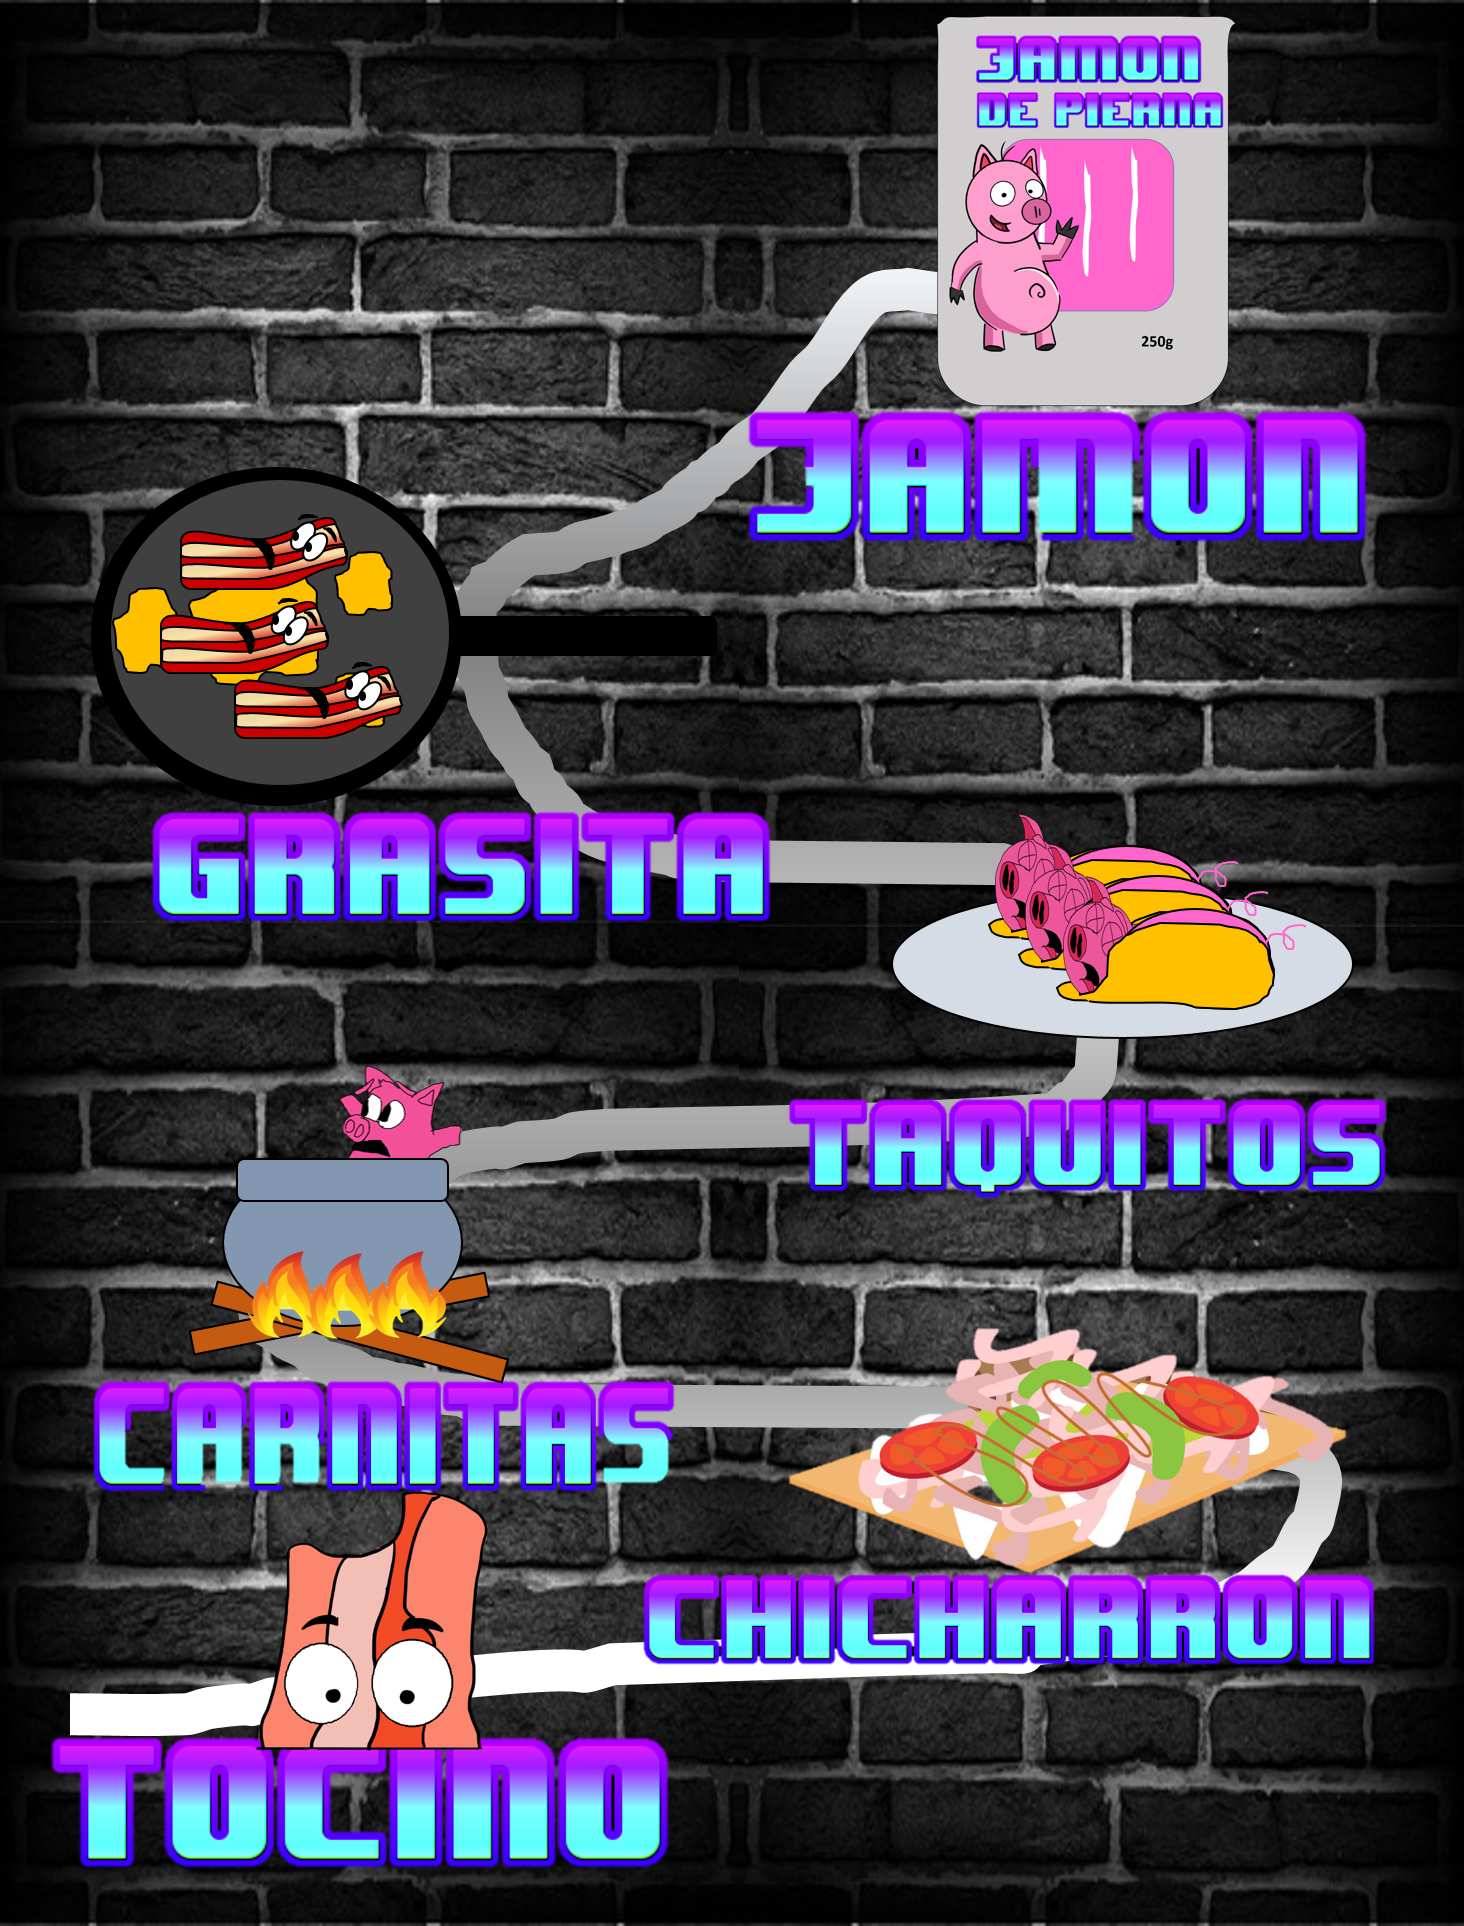 JAMON
DE PIERNA
250g
JAMON
GRASITA
TAQUITOS
CARNITAS
CHICHARRON
TOCINO